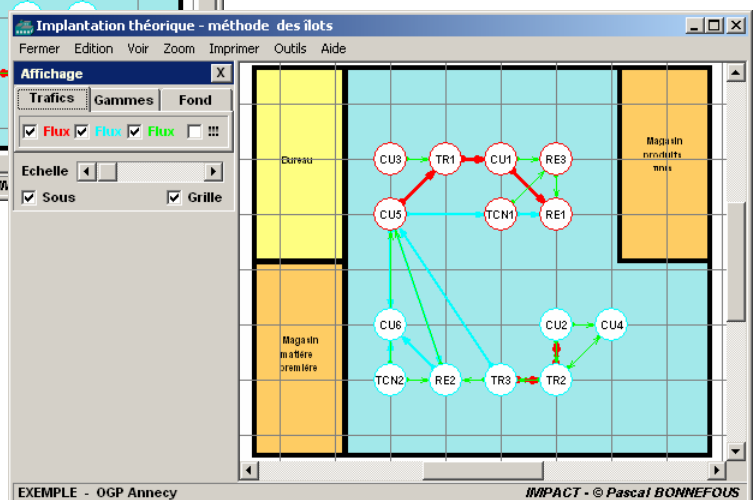 Implantation théorique - méthode des îlots
Fermer Edition Voir Zoom Imprimer Outils Aide
Affichage X
Trafics Gammes Fond
Flux Flux Flux !!!
Echelle
Sous Grille
Bureau
Magasin
produits
finis
CU3 TR1 CU1 RE3
CU5 TCN1 RE1
CU6 CU2 CU4
Magasin
matière
première
TCN2 RE2 TR3 TR2
EXEMPLE - OGP Annecy IMPACT - © Pascal BONNEFOUS